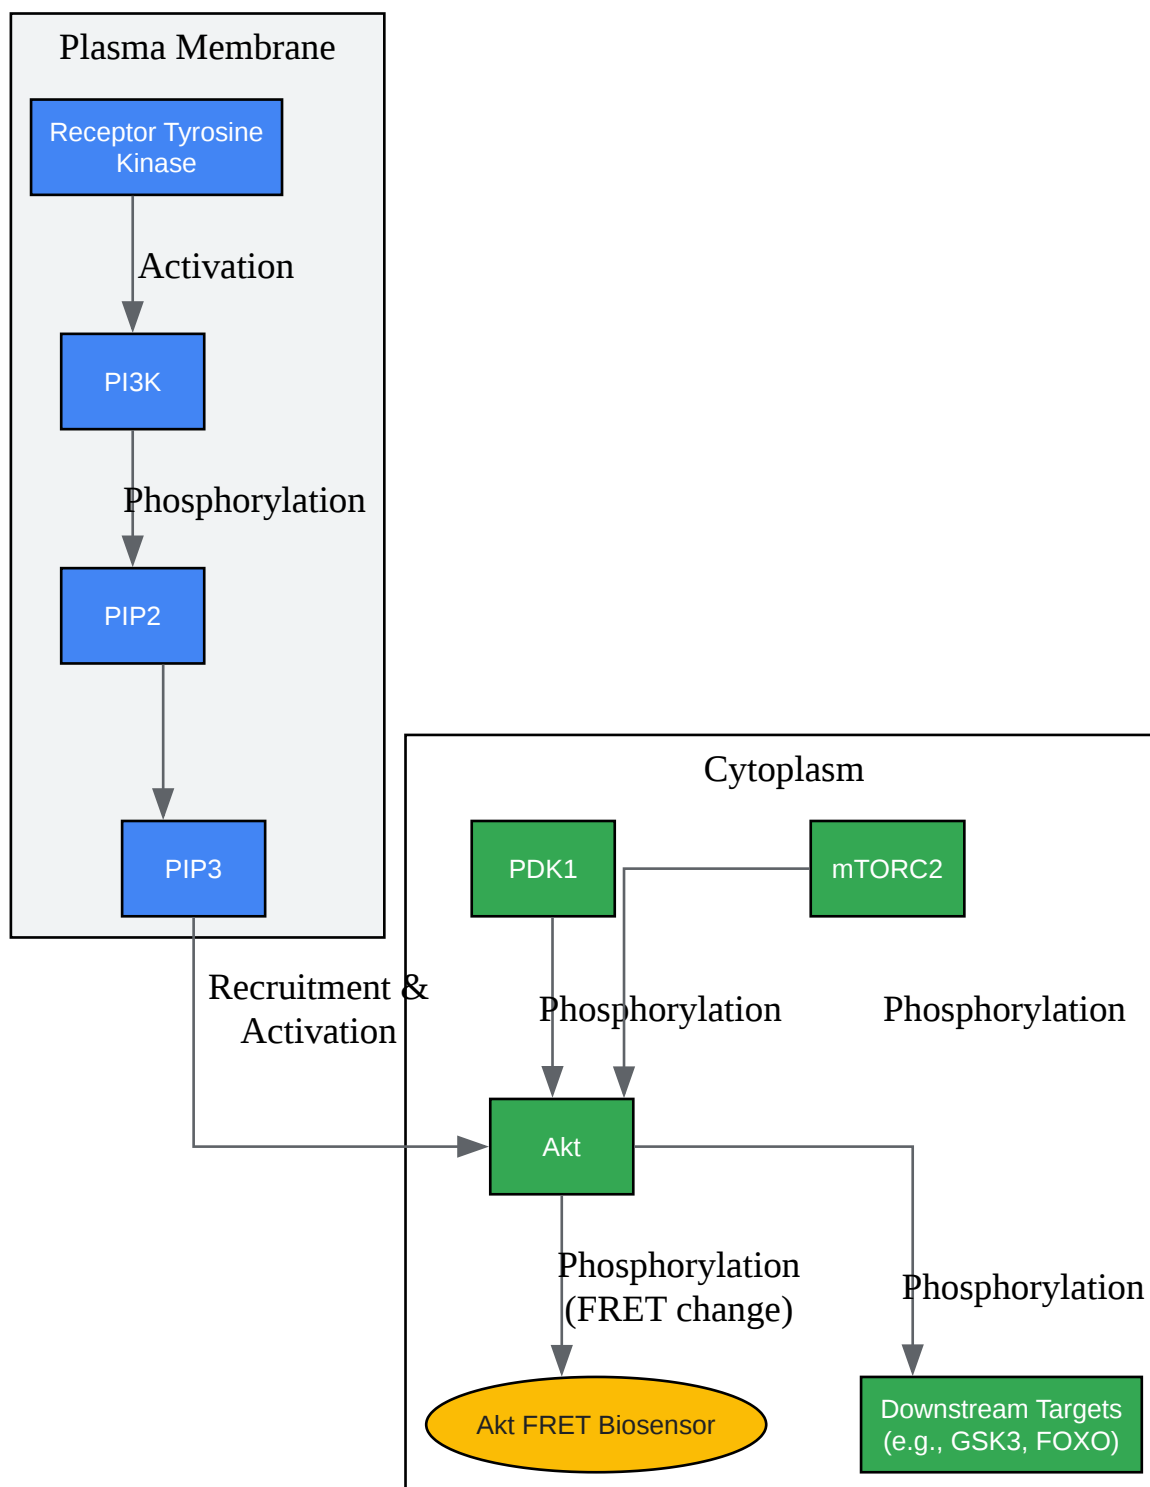 Plasma Membrane
Receptor Tyrosine
Kinase
Activation
PI3K
Phosphorylation
PIP2
PIP3
Cytoplasm
PDK1
mTORC2
Recruitment &
Activation
Phosphorylation
Phosphorylation
Akt
Phosphorylation
(FRET change)
Phosphorylation
Akt FRET Biosensor
Downstream Targets
(e.g., GSK3, FOXO)